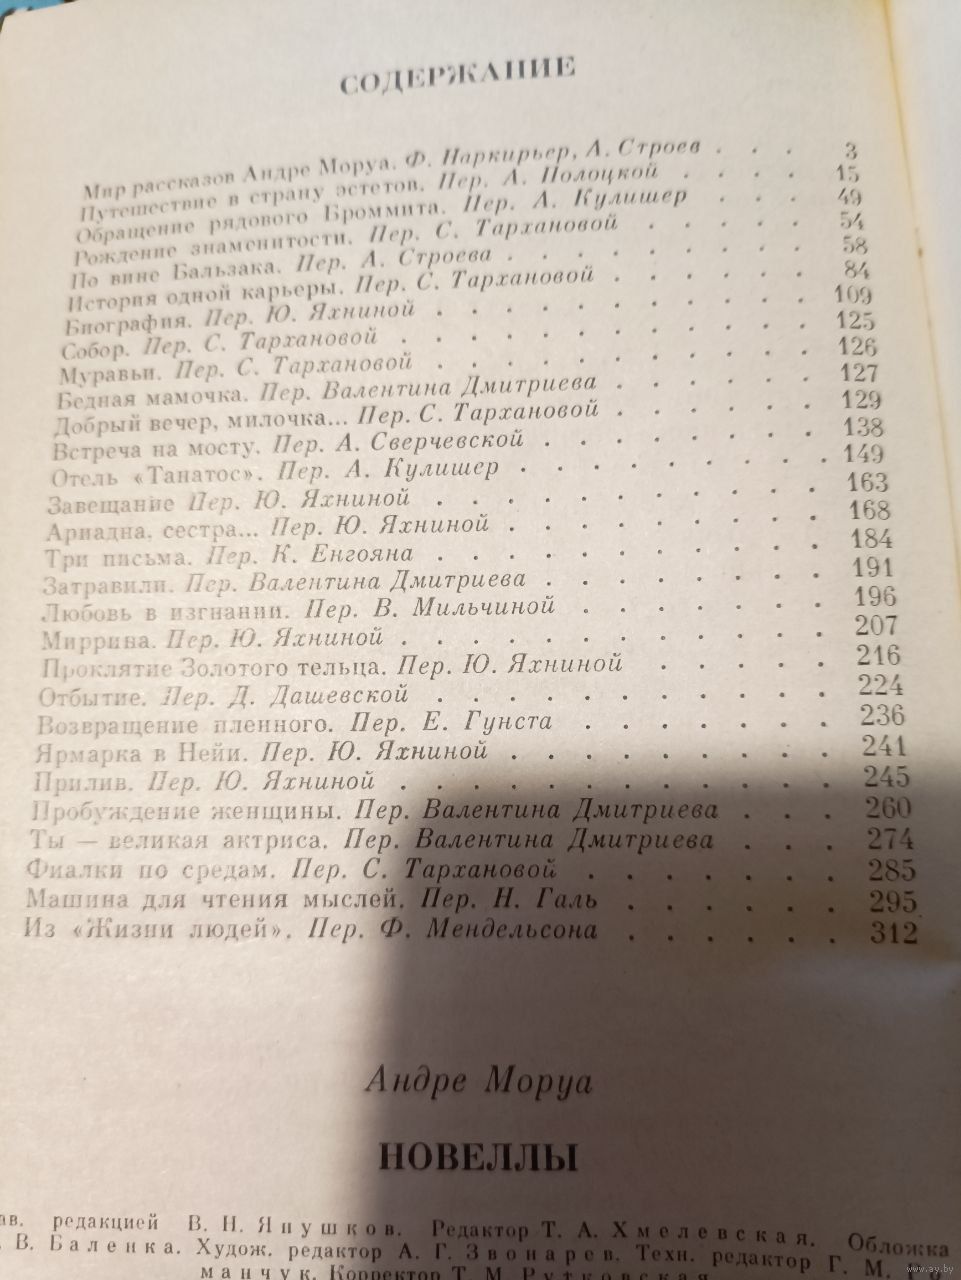 СОДЕРЖАНИЕ
Мир рассказов Андре Моруа. Ф. Наркирьер, А. Строев . . . 3
Путешествие в страну эстетов. Пер. А. Полоцкой . . . . 15
Обращение рядового Броммита. Пер. А. Кулишер . . . 49
Рождение знаменитости. Пер. С. Тархановой . . . . . 54
По вине Бальзака. Пер. А. Строева . . . . . . . . 58
История одной карьеры. Пер. С. Тархановой . . . . . . 84
Биография. Пер. Ю. Яхниной . . . . . . . . . . 109
Собор. Пер. С. Тархановой . . . . . . . . . . . 125
Муравьи. Пер. С. Тархановой . . . . . . . . . . 126
Бедная мамочка. Пер. Валентина Дмитриева . . . . . . 127
Добрый вечер, милочка... Пер. С. Тархановой . . . . . . 129
Встреча на мосту. Пер. А. Сверчевской . . . . . . . . 138
Отель «Танатос». Пер. А. Кулишер . . . . . . . . . 149
Завещание Пер. Ю. Яхниной . . . . . . . . . . 163
Ариадна, сестра... Пер. Ю. Яхниной . . . . . . . . . 168
Три письма. Пер. К. Енгояна . . . . . . . . . . 184
Затравили. Пер. Валентина Дмитриева . . . . . . . . 191
Любовь в изгнании. Пер. В. Мильчиной . . . . . . . 196
Миррина. Пер. Ю. Яхниной . . . . . . . . . . . 207
Проклятие Золотого тельца. Пер. Ю. Яхниной . . . . . 216
Отбытие. Пер. Д. Дашевской . . . . . . . . . . . 224
Возвращение пленного. Пер. Е. Гунста . . . . . . . 236
Ярмарка в Нейи. Пер. Ю. Яхниной . . . . . . . . . 241
Прилив. Пер. Ю. Яхниной . . . . . . . . . . . . 245
Пробуждение женщины. Пер. Валентина Дмитриева . . . 260
Ты — великая актриса. Пер. Валентина Дмитриева . . . 274
Фиалки по средам. Пер. С. Тархановой . . . . . . . 285
Машина для чтения мыслей. Пер. Н. Галь . . . . . . 295
Из «Жизни людей». Пер. Ф. Мендельсона . . . . . . 312
Андре Моруа
НОВЕЛЛЫ
редакцией В. Н. Янушков. Редактор Т. А. Хмелевская. Обложка
В. Баленка. Худож. редактор А. Г. Звонарев. Техн. редактор Г. М.
манчук. Корректор Т. М. Рутковская
www.ay.by